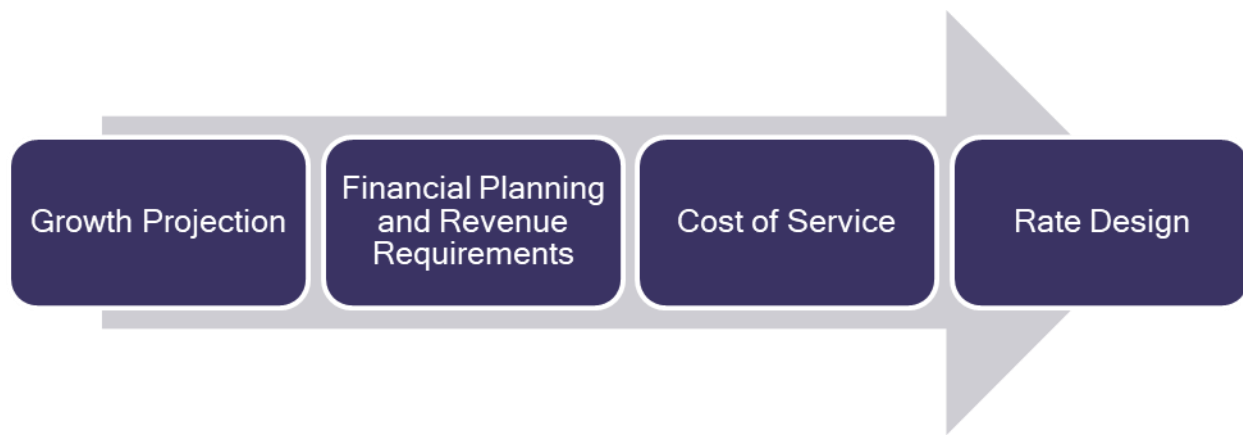 Growth Projection
Financial Planning
and Revenue
Requirements
Cost of Service
Rate Design